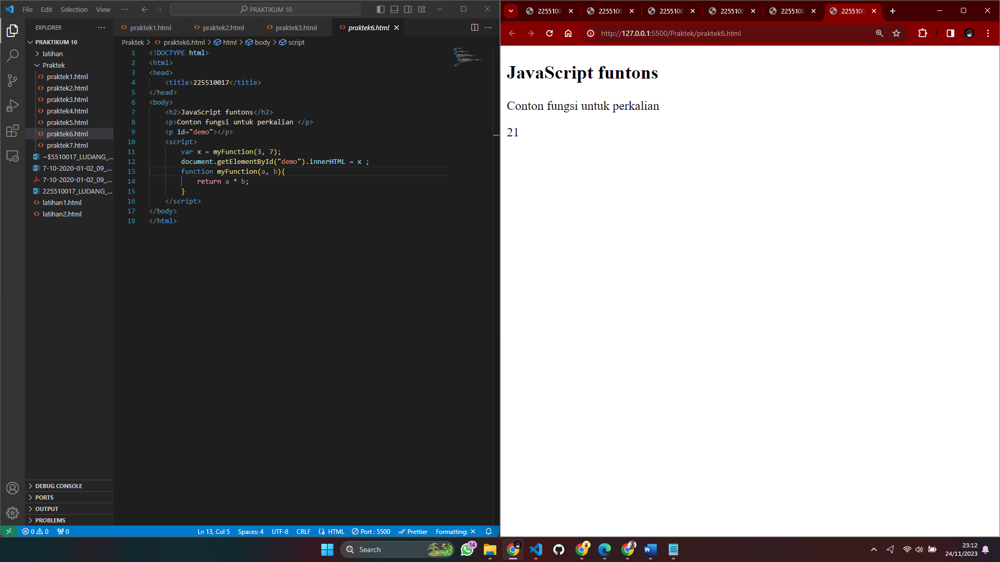 File Edit Selection View ··· PRAKTIKUM 10
EXPLORER ···
PRAKTIKUM 10
latihan
Praktek
praktek1.html
praktek2.html
praktek3.html
praktek4.html
praktek5.html
praktek6.html
praktek7.html
~$5510017_LUDANG_...
7-10-2020-01-02_09_...
7-10-2020-01-02_09_...
225510017_LUDANG_...
latihan1.html
latihan2.html
DEBUG CONSOLE
PORTS
OUTPUT
PROBLEMS
praktek1.html praktek2.html praktek3.html praktek6.html
Praktek > praktek6.html > html > body > script
1 <!DOCTYPE html>
2 <html>
3 <head>
4 <title>225510017</title>
5 </head>
6 <body>
7 <h2>JavaScript funtons</h2>
8 <p>Conton fungsi untuk perkalian </p>
9 <p id="demo"></p>
10 <script>
11 var x = myFunction(3, 7);
12 document.getElementById("demo").innerHTML = x ;
13 function myFunction(a, b){
14 return a * b;
15 }
16 </script>
17 </body>
18 </html>
0 0 0 Ln 13, Col 5 Spaces: 4 UTF-8 CRLF HTML Port : 5500 Prettier Formatting: ×
2255100 2255100 2255100 2255100 2255100 2255100
http://127.0.0.1:5500/Praktek/praktek6.html
JavaScript funtons
Conton fungsi untuk perkalian
21
Search
14
23:12
24/11/2023